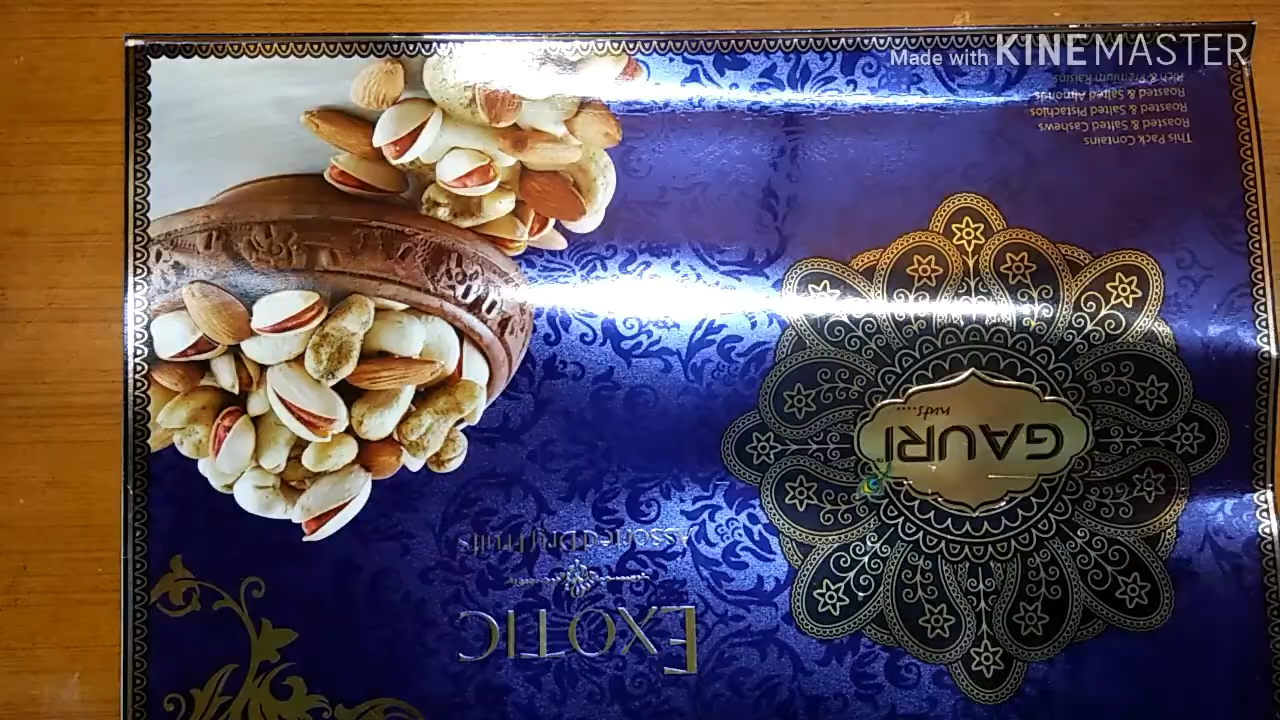 Made with KINEMASTER
GAURI
nuts....
EXOTIC
Assorted Dry Fruits
This Pack Contains
Roasted & Salted Cashews
Roasted & Salted Pistachios
Roasted & Salted Almonds
Rich & Premium Raisins